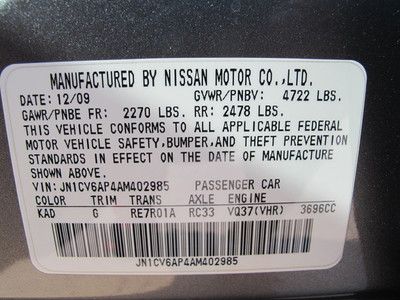 MANUFACTURED BY NISSAN MOTOR CO.,LTD.
DATE: 12/09 GVWR/PNBV: 4722 LBS.
GAWR/PNBE FR: 2270 LBS. RR: 2478 LBS.
THIS VEHICLE CONFORMS TO ALL APPLICABLE FEDERAL
MOTOR VEHICLE SAFETY,BUMPER,AND THEFT PREVENTION
STANDARDS IN EFFECT ON THE DATE OF MANUFACTURE
SHOWN ABOVE.
VIN: JN1CV6AP4AM402985 PASSENGER CAR
COLOR TRIM TRANS AXLE ENGINE
KAD G RE7R01A RC33 VQ37(VHR) 3696CC
JN1CV6AP4AM402985